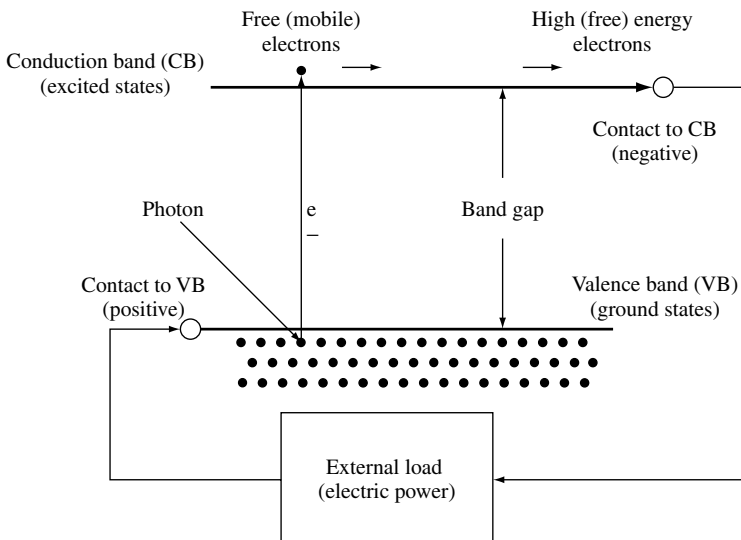 Free (mobile)
electrons
High (free) energy
electrons
Conduction band (CB)
(excited states)
Contact to CB
(negative)
Photon
e
–
Band gap
Contact to VB
(positive)
Valence band (VB)
(ground states)
External load
(electric power)